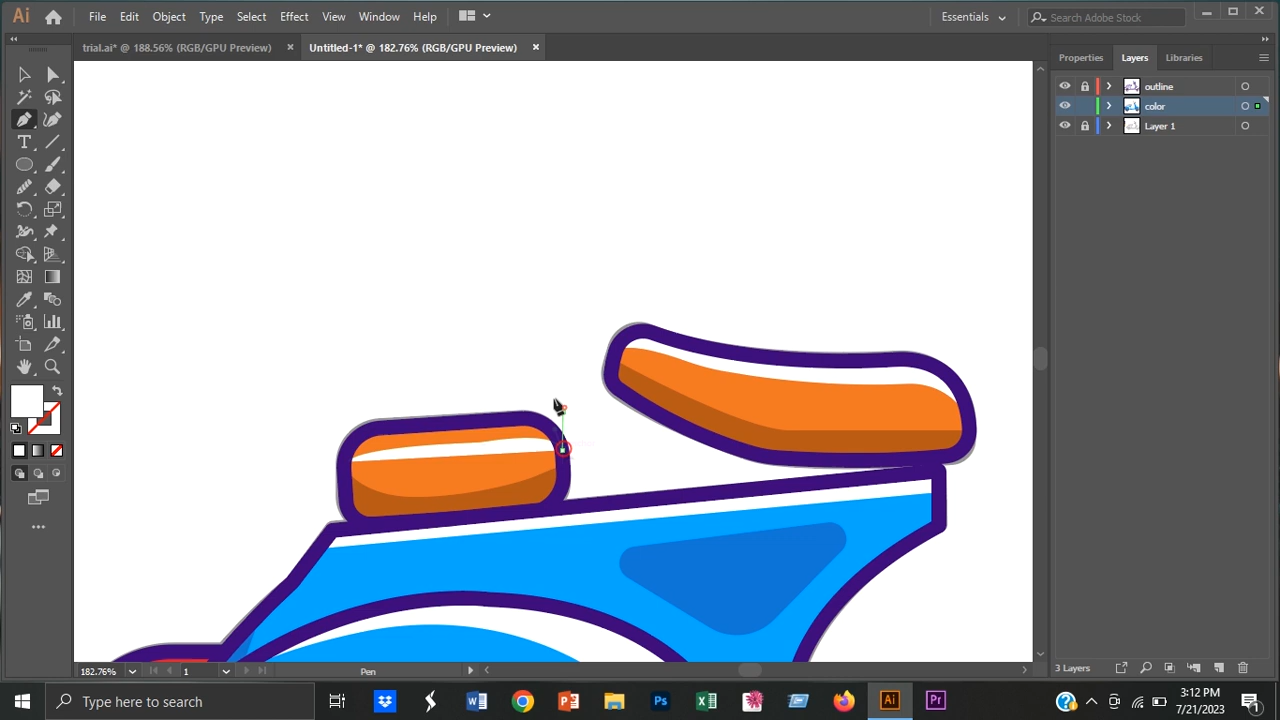 Ai File Edit Object Type Select Effect View Window Help Essentials Search Adobe Stock
trial.ai* @ 188.56% (RGB/GPU Preview) × Untitled-1* @ 182.76% (RGB/GPU Preview) ×
Properties Layers Libraries
outline
color
Layer 1
182.76% 1 Pen
3 Layers
Type here to search
3:12 PM
7/21/2023